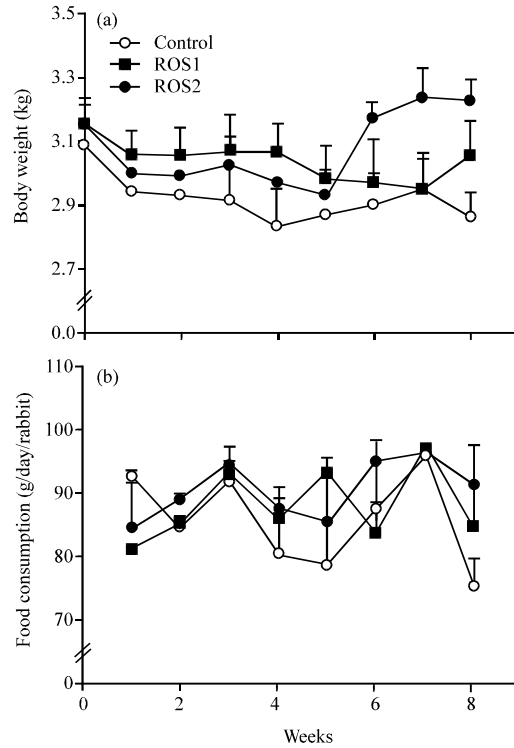 (a)
Control
ROS1
ROS2
3.5
3.3
3.1
2.9
2.7
0.0
Body weight (kg)
(b)
110
100
90
80
70
0
Food consumption (g/day/rabbit)
0 2 4 6 8
Weeks